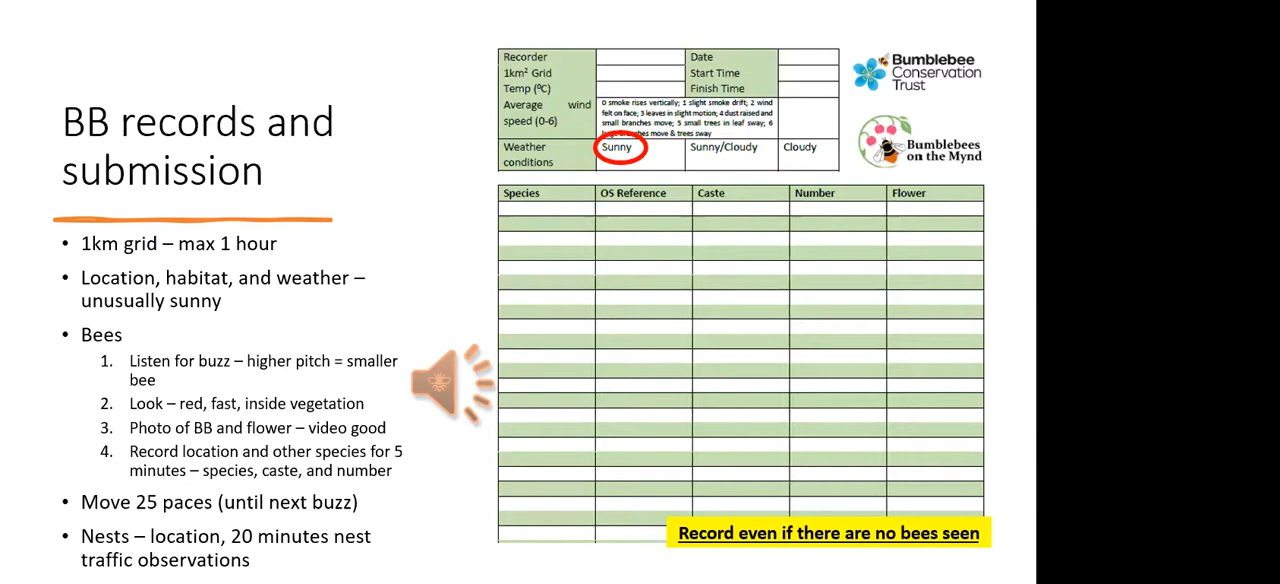 BB records and
submission
• 1km grid – max 1 hour
• Location, habitat, and weather –
unusually sunny
• Bees
1. Listen for buzz – higher pitch = smaller
bee
2. Look – red, fast, inside vegetation
3. Photo of BB and flower – video good
4. Record location and other species for 5
minutes – species, caste, and number
• Move 25 paces (until next buzz)
• Nests – location, 20 minutes nest
traffic observations
Recorder Date
1km² Grid Start Time
Temp (⁰C) Finish Time
Average wind
speed (0-6)
0 smoke rises vertically; 1 slight smoke drift; 2 wind
felt on face; 3 leaves in slight motion; 4 dust raised and
small branches move; 5 small trees in leaf sway; 6
branches move & trees sway
Weather
conditions
Sunny Sunny/Cloudy Cloudy
Bumblebee
Conservation
Trust
Bumblebees
on the Mynd
Species OS Reference Caste Number Flower
Record even if there are no bees seen